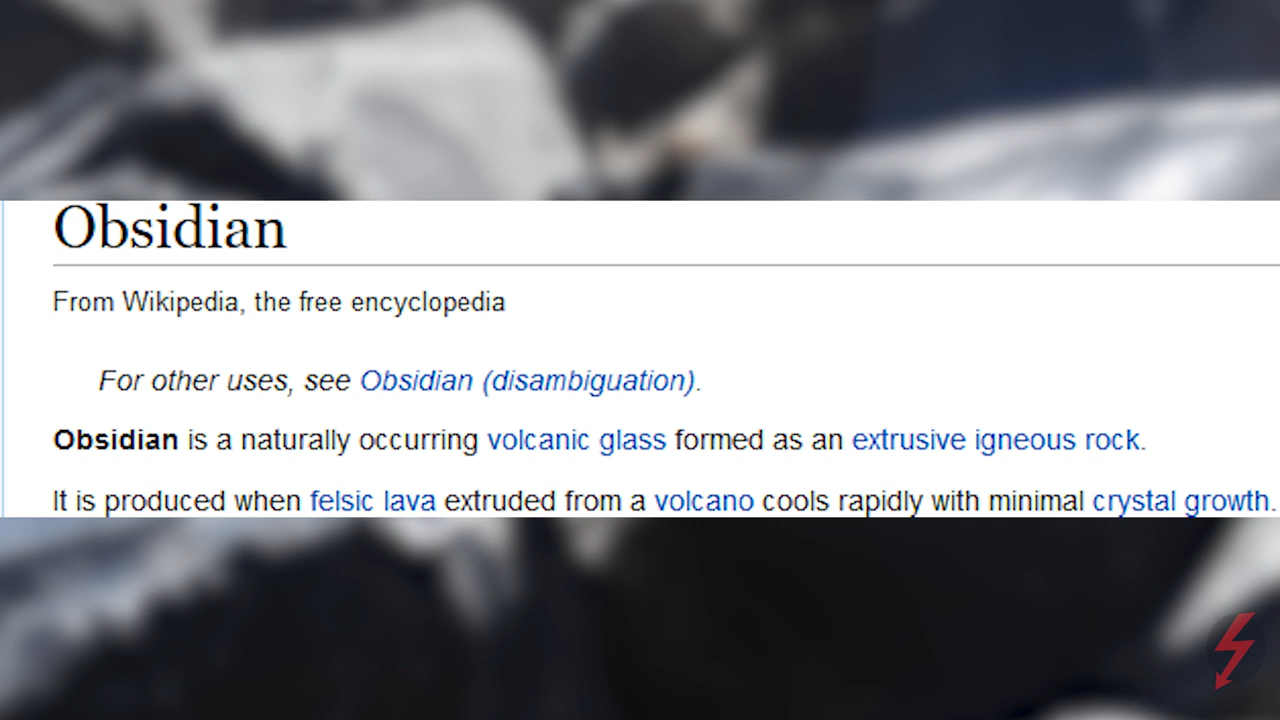 Obsidian
From Wikipedia, the free encyclopedia
For other uses, see Obsidian (disambiguation).
Obsidian is a naturally occurring volcanic glass formed as an extrusive igneous rock.
It is produced when felsic lava extruded from a volcano cools rapidly with minimal crystal growth.